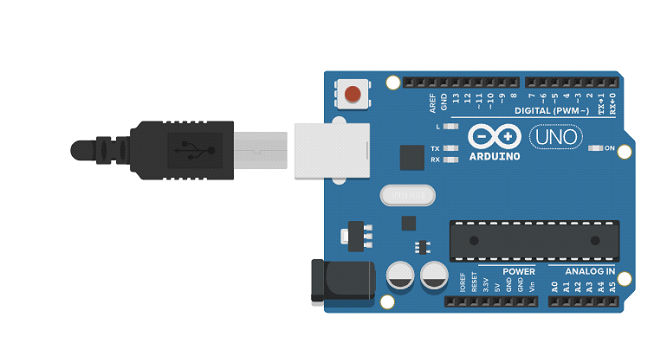 AREF
GND
13
12
~11
~10
~9
8
7
~6
~5
4
~3
2
TX→1
RX←0
DIGITAL (PWM~)
L
TX
RX
UNO
ARDUINO
ON
POWER
ANALOG IN
IOREF
RESET
3.3V
5V
GND
GND
Vin
A0
A1
A2
A3
A4
A5